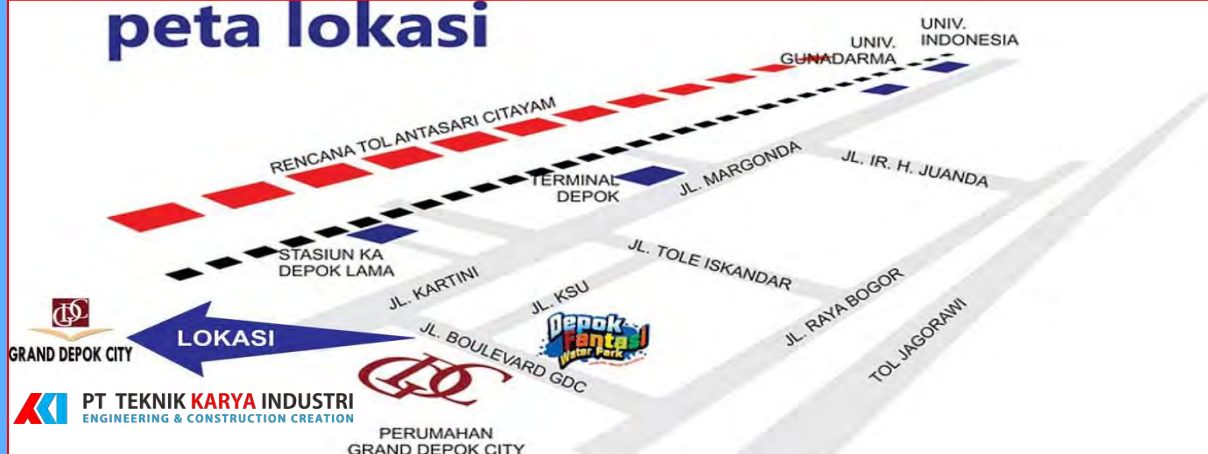 peta lokasi
UNIV.
INDONESIA
UNIV.
GUNADARMA
RENCANA TOL ANTASARI CITAYAM
JL. IR. H. JUANDA
JL. MARGONDA
TERMINAL
DEPOK
STASIUN KA
DEPOK LAMA
JL. TOLE ISKANDAR
JL. KARTINI
JL. KSU
JL. RAYA BOGOR
TOL JAGORAWI
GDC
GRAND DEPOK CITY
LOKASI
JL. BOULEVARD GDC
Depok
Fantasi
Water Park
GDC
PT TEKNIK KARYA INDUSTRI
ENGINEERING & CONSTRUCTION CREATION
PERUMAHAN
GRAND DEPOK CITY